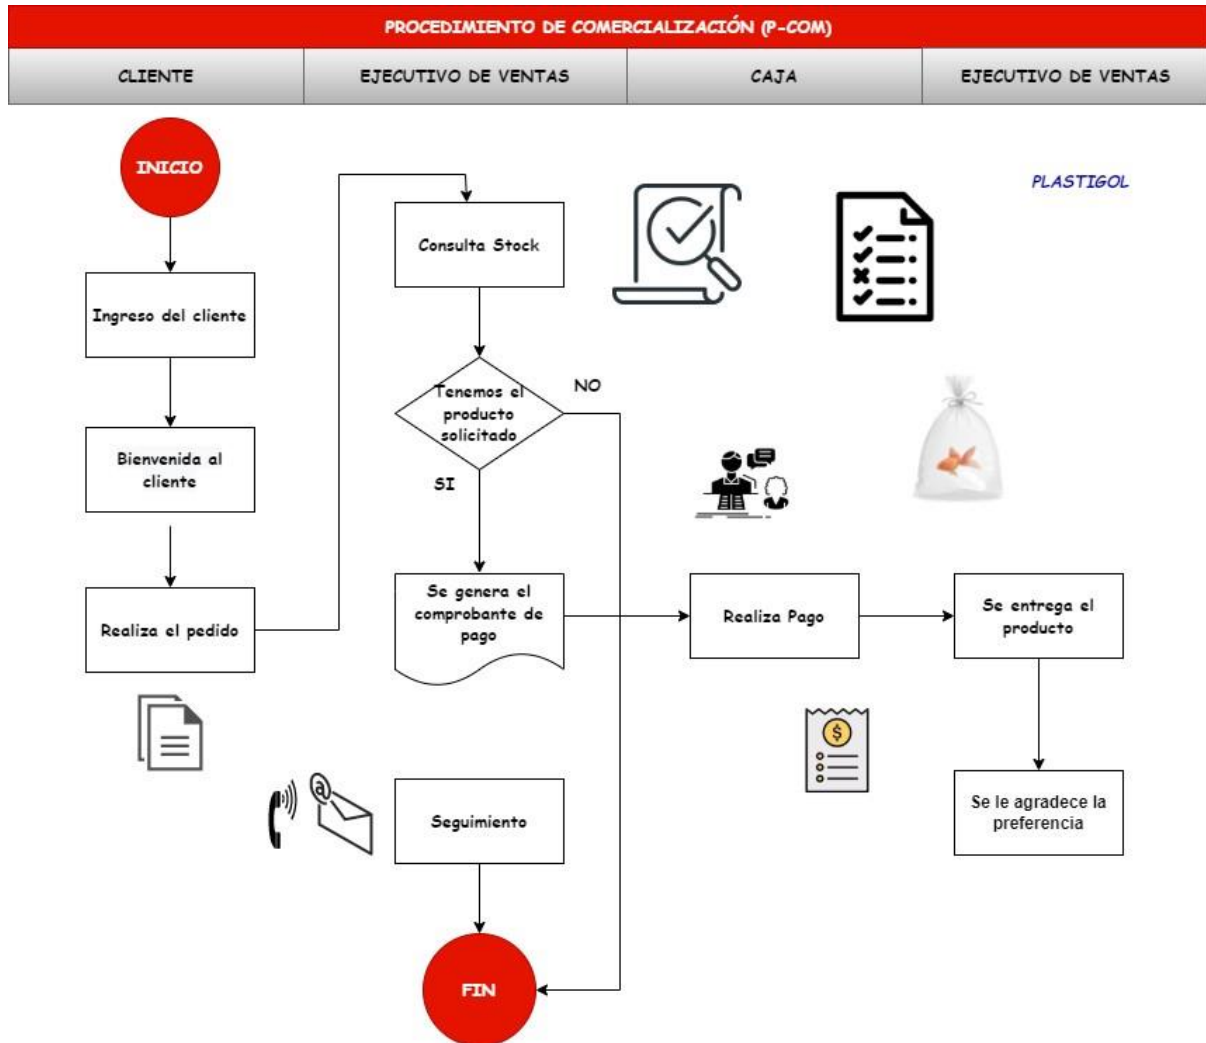 PROCEDIMIENTO DE COMERCIALIZACIÓN (P-COM)
CLIENTE
EJECUTIVO DE VENTAS
CAJA
EJECUTIVO DE VENTAS
INICIO
PLASTIGOL
Consulta Stock
Ingreso del cliente
Tenemos el
producto
solicitado
NO
SI
Bienvenida al
cliente
Realiza el pedido
Se genera el
comprobante de
pago
Realiza Pago
Se entrega el
producto
$
@
Seguimiento
Se le agradece la
preferencia
FIN